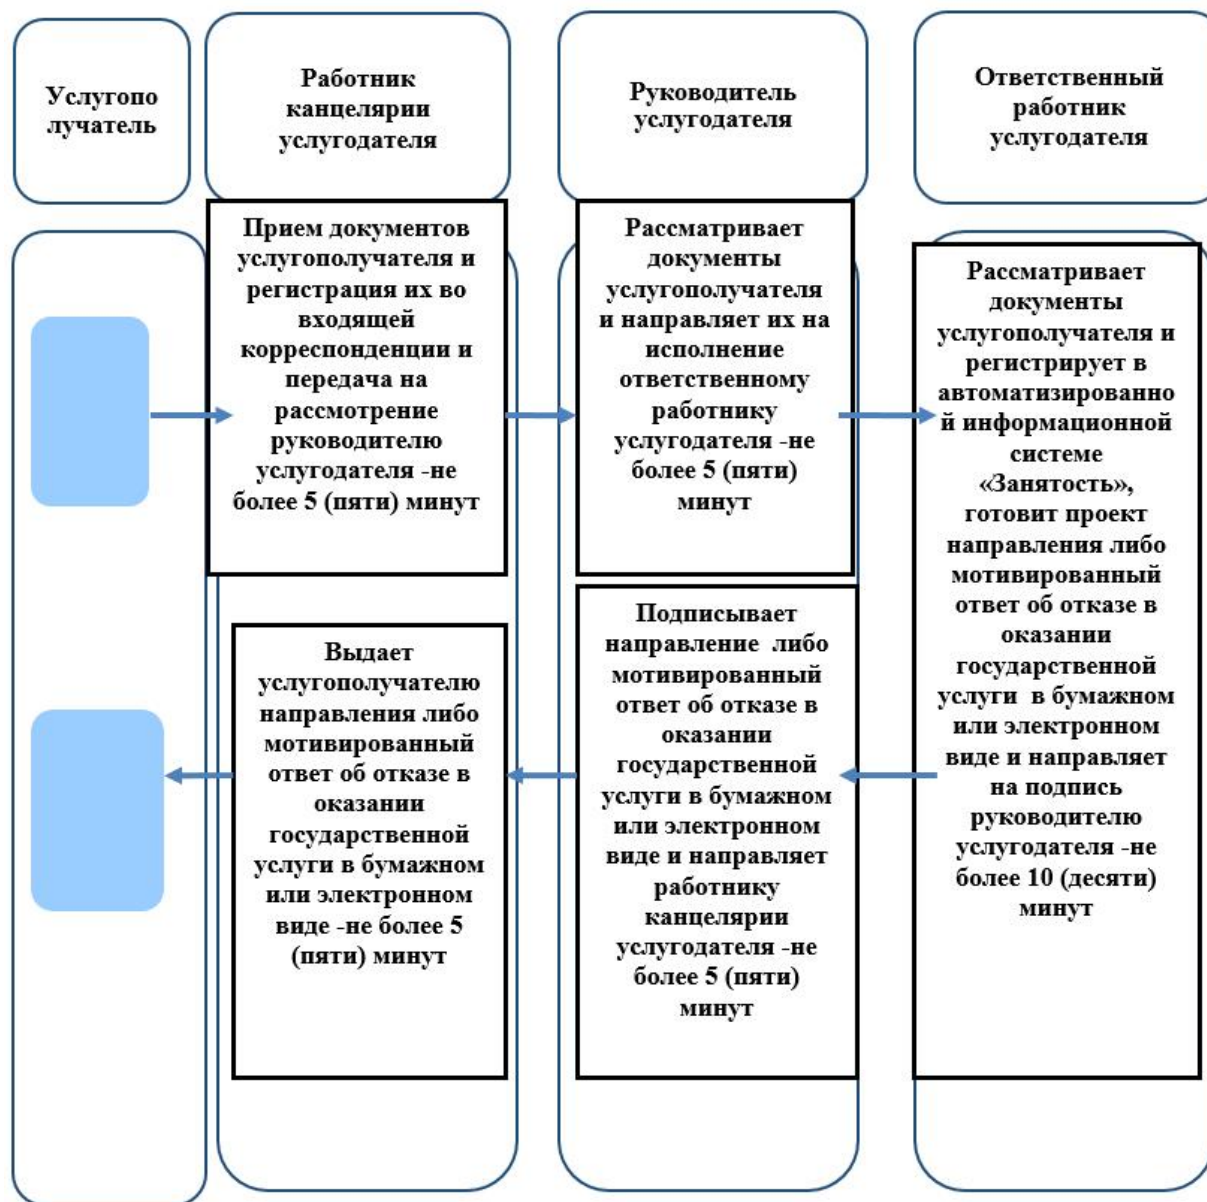 Услугопо
лучатель
Работник
канцелярии
услугодателя
Руководитель
услугодателя
Ответственный
работник
услугодателя
Прием документов
услугополучателя и
регистрация их во
входящей
корреспонденции и
передача на
рассмотрение
руководителю
услугодателя -не
более 5 (пяти) минут
Рассматривает
документы
услугополучателя
и направляет их на
исполнение
ответственному
работнику
услугодателя -не
более 5 (пяти)
минут
Рассматривает
документы
услугополучателя и
регистрирует в
автоматизированно
й информационной
системе
«Занятость»,
готовит проект
направления либо
мотивированный
ответ об отказе в
оказании
государственной
услуги в бумажном
или электронном
виде и направляет
на подпись
руководителю
услугодателя -не
более 10 (десяти)
минут
Выдает
услугополучателю
направления либо
мотивированный
ответ об отказе в
оказании
государственной
услуги в бумажном
или электронном
виде -не более 5
(пяти) минут
Подписывает
направление либо
мотивированный
ответ об отказе в
оказании
государственной
услуги в бумажном
или электронном
виде и направляет
работнику
канцелярии
услугодателя -не
более 5 (пяти)
минут